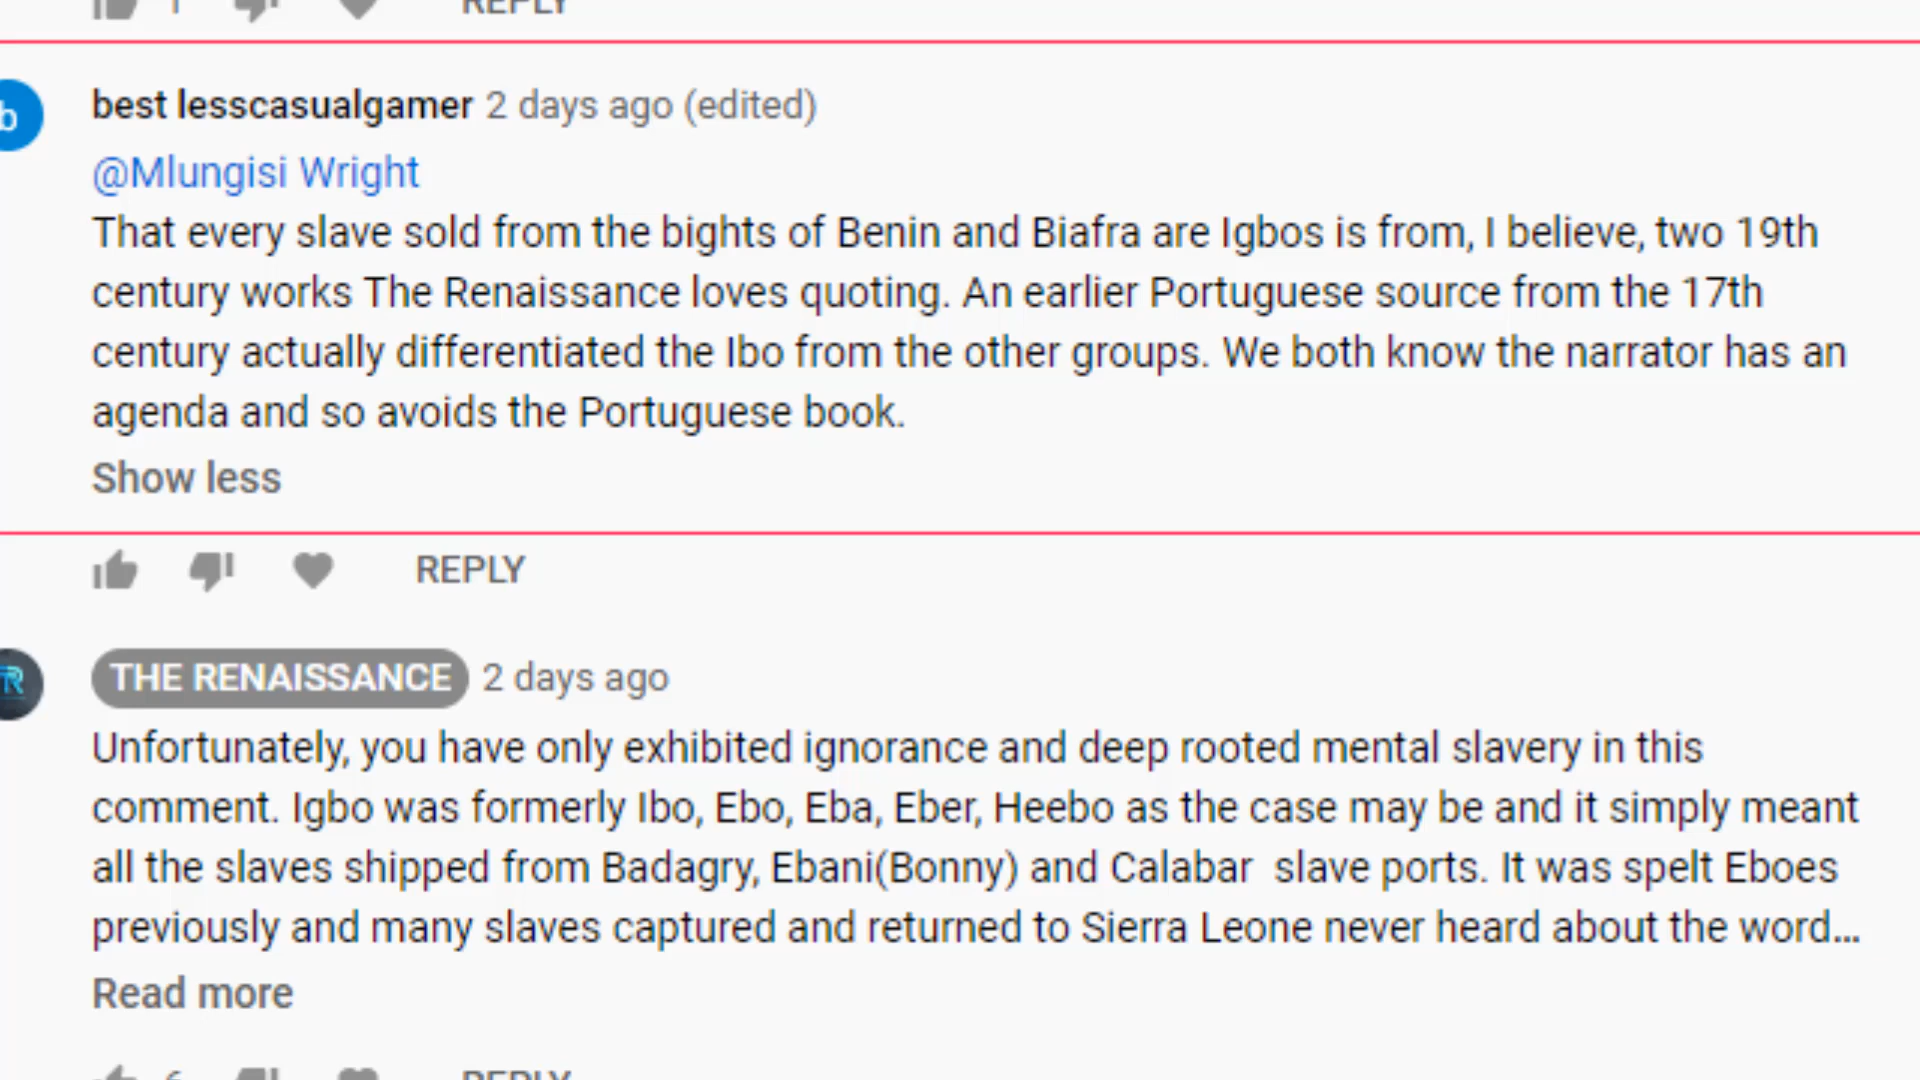 1 REPLY
b
best lesscasualgamer 2 days ago (edited)
@Mlungisi Wright
That every slave sold from the bights of Benin and Biafra are Igbos is from, I believe, two 19th
century works The Renaissance loves quoting. An earlier Portuguese source from the 17th
century actually differentiated the Ibo from the other groups. We both know the narrator has an
agenda and so avoids the Portuguese book.
Show less
REPLY
R
THE RENAISSANCE 2 days ago
Unfortunately, you have only exhibited ignorance and deep rooted mental slavery in this
comment. Igbo was formerly Ibo, Ebo, Eba, Eber, Heebo as the case may be and it simply meant
all the slaves shipped from Badagry, Ebani(Bonny) and Calabar slave ports. It was spelt Eboes
previously and many slaves captured and returned to Sierra Leone never heard about the word...
Read more
6 REPLY